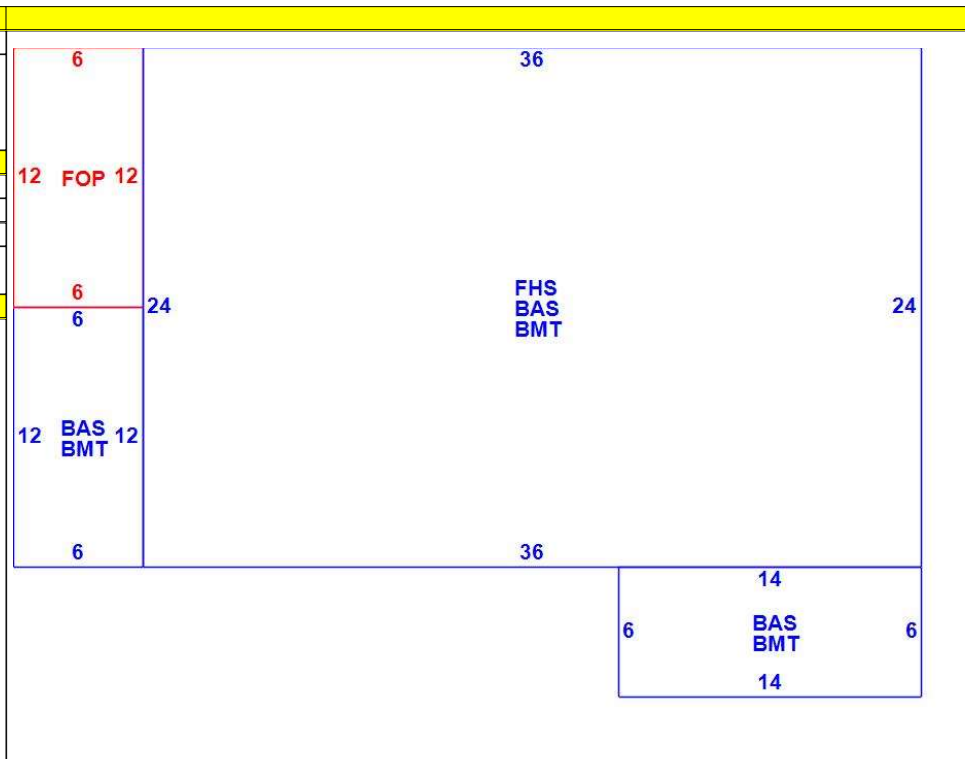 6 36
12 FOP 12
6
6
24 FHS 24
BAS
BMT
12 BAS 12
BMT
6 36
14
6 BAS 6
BMT
14